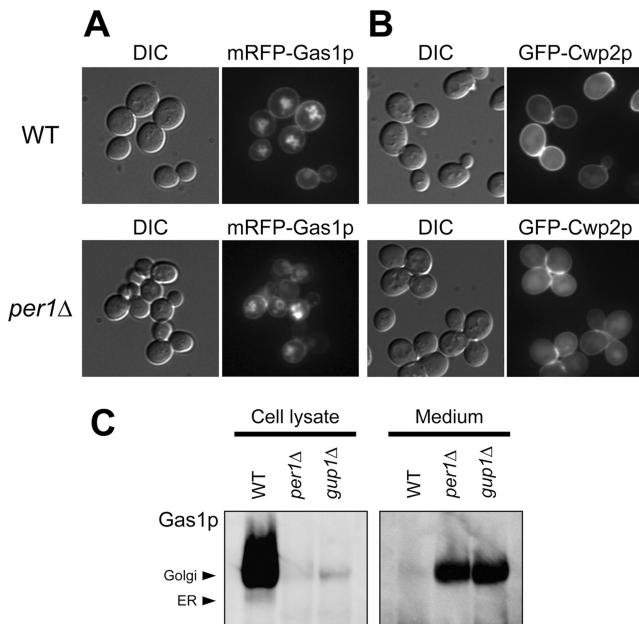 A
B
DIC mRFP-Gas1p DIC GFP-Cwp2p
WT
DIC mRFP-Gas1p DIC GFP-Cwp2p
per1Δ
C
Cell lysate Medium
WT per1Δ gup1Δ WT per1Δ gup1Δ
Gas1p
Golgi
ER